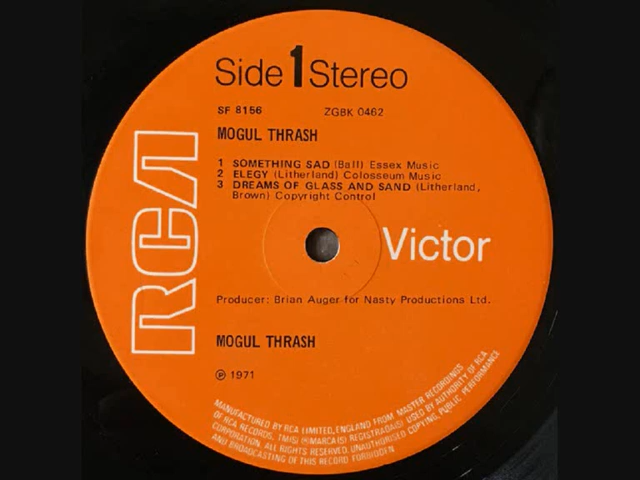 Side 1 Stereo
SF 8156 ZGBK 0462
MOGUL THRASH
1 SOMETHING SAD (Ball) Essex Music
2 ELEGY (Litherland) Colosseum Music
3 DREAMS OF GLASS AND SAND (Litherland,
Brown) Copyright Control
RCA
Victor
Producer: Brian Auger for Nasty Productions Ltd.
MOGUL THRASH
℗ 1971
MANUFACTURED BY RCA LIMITED, ENGLAND FROM MASTER RECORDINGS
OF RCA RECORDS. TM(S) ® MARCA(S) REGISTRADA(S) USED BY AUTHORITY OF RCA
CORPORATION. ALL RIGHTS RESERVED. UNAUTHORISED COPYING, PUBLIC PERFORMANCE
AND BROADCASTING OF THIS RECORD FORBIDDEN